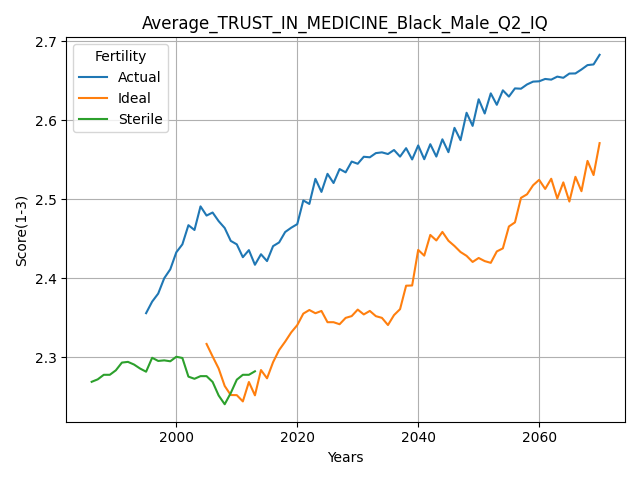 Average_TRUST_IN_MEDICINE_Black_Male_Q2_IQ
Fertility
Actual
Ideal
Sterile
Score(1-3)
2.7
2.6
2.5
2.4
2.3
2000 2020 2040 2060
Years